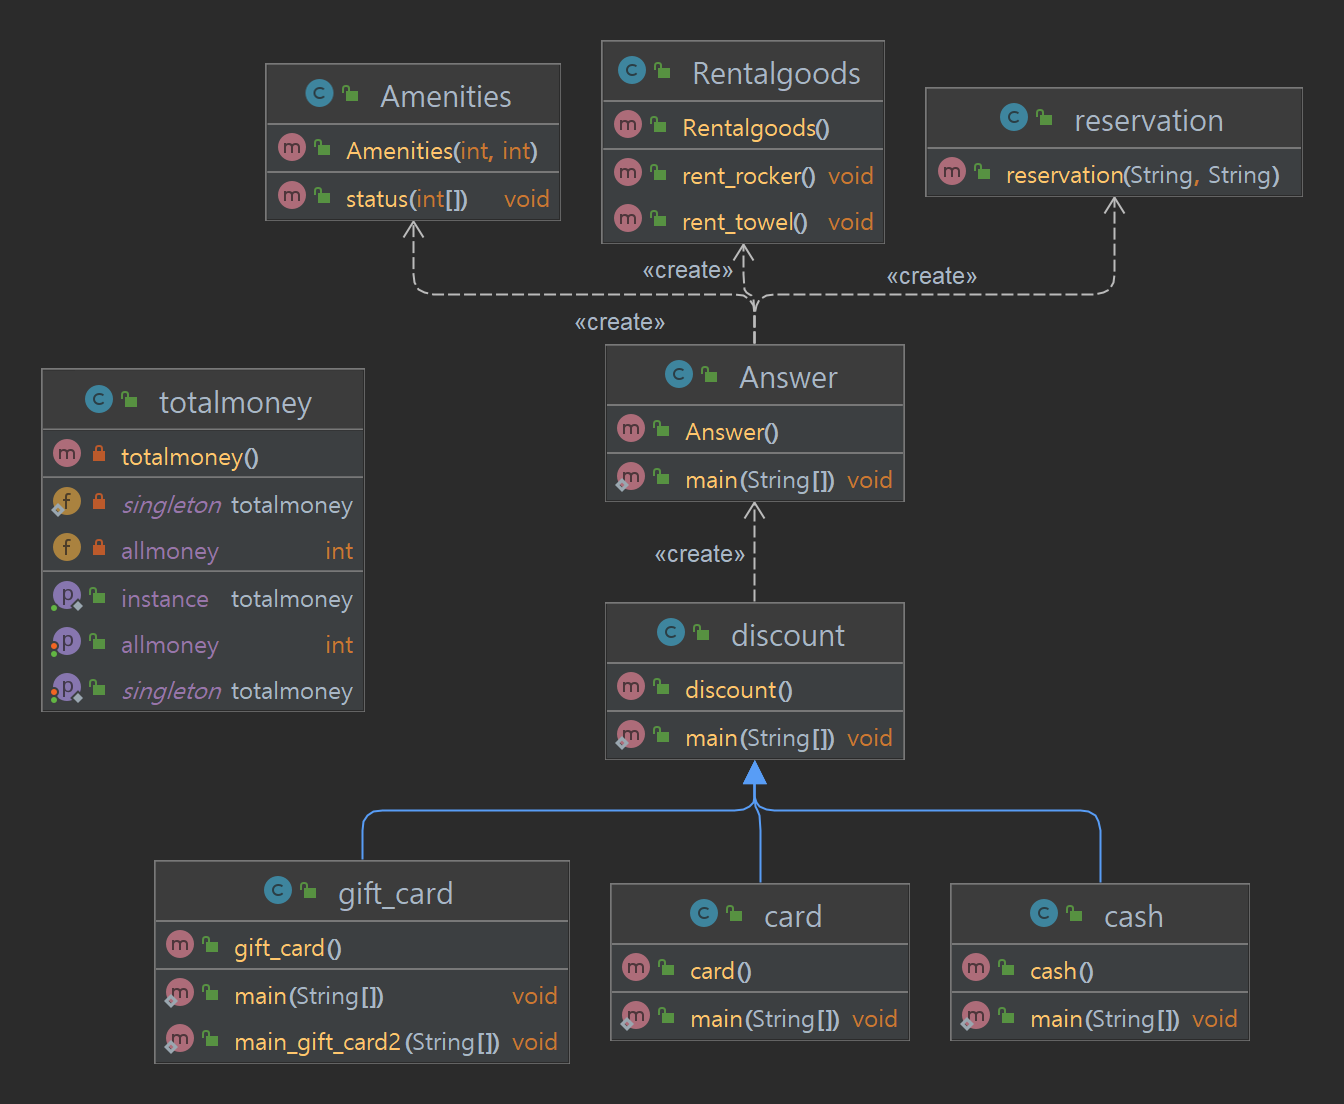 Amenities
Amenities(int, int)
status(int[]) void
Rentalgoods
Rentalgoods()
rent_rocker() void
rent_towel() void
reservation
reservation(String, String)
«create»
«create»
«create»
Answer
Answer()
main(String[]) void
totalmoney
totalmoney()
singleton totalmoney
allmoney int
instance totalmoney
allmoney int
singleton totalmoney
«create»
discount
discount()
main(String[]) void
gift_card
gift_card()
main(String[]) void
main_gift_card2(String[]) void
card
card()
main(String[]) void
cash
cash()
main(String[]) void